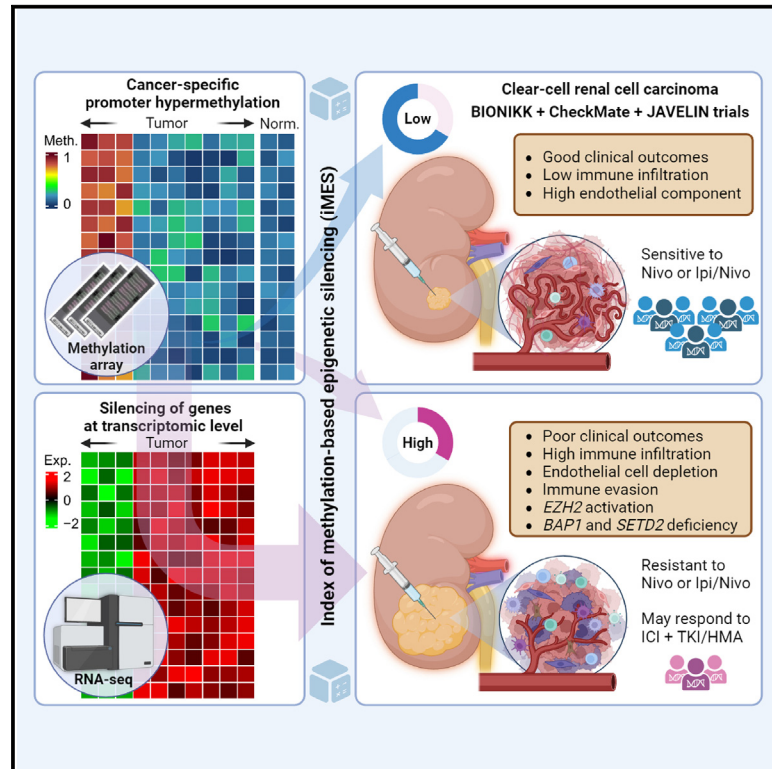 Cancer-specific
promoter hypermethylation
Tumor
Norm.
Meth.
1
0
Methylation
array
Silencing of genes
at transcriptomic level
Tumor
Exp.
2
0
−2
RNA-seq
Index of methylation-based epigenetic silencing (iMES)
Clear-cell renal cell carcinoma
BIONIKK + CheckMate + JAVELIN trials
Low
• Good clinical outcomes
• Low immune infiltration
• High endothelial component
Sensitive to
Nivo or Ipi/Nivo
High
• Poor clinical outcomes
• High immune infiltration
• Endothelial cell depletion
• Immune evasion
• EZH2 activation
• BAP1 and SETD2 deficiency
Resistant to
Nivo or Ipi/Nivo
May respond to
ICI + TKI/HMA